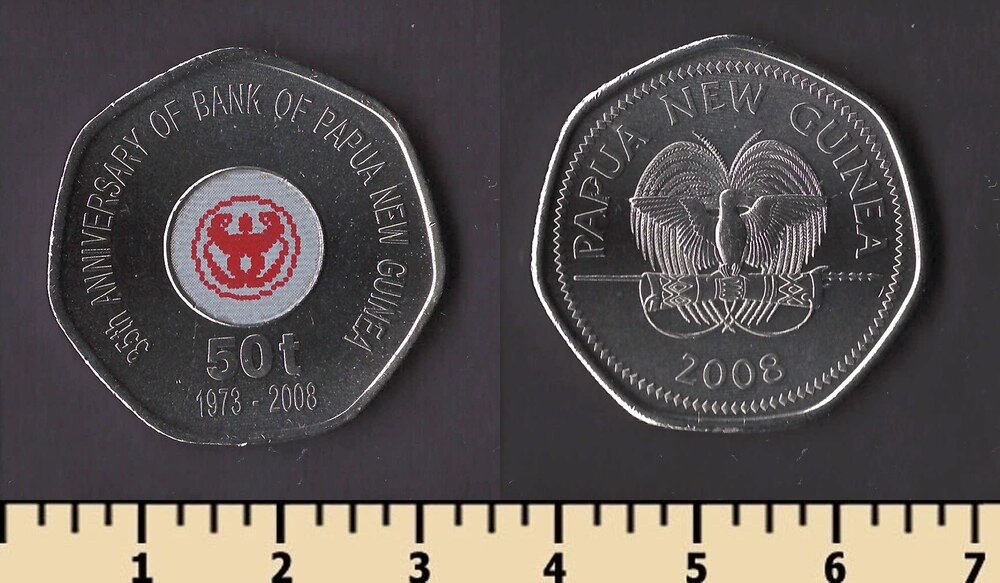 35th ANNIVERSARY OF BANK OF PAPUA NEW GUINEA
50t
1973 - 2008
PAPUA NEW GUINEA
2008
1 2 3 4 5 6 7